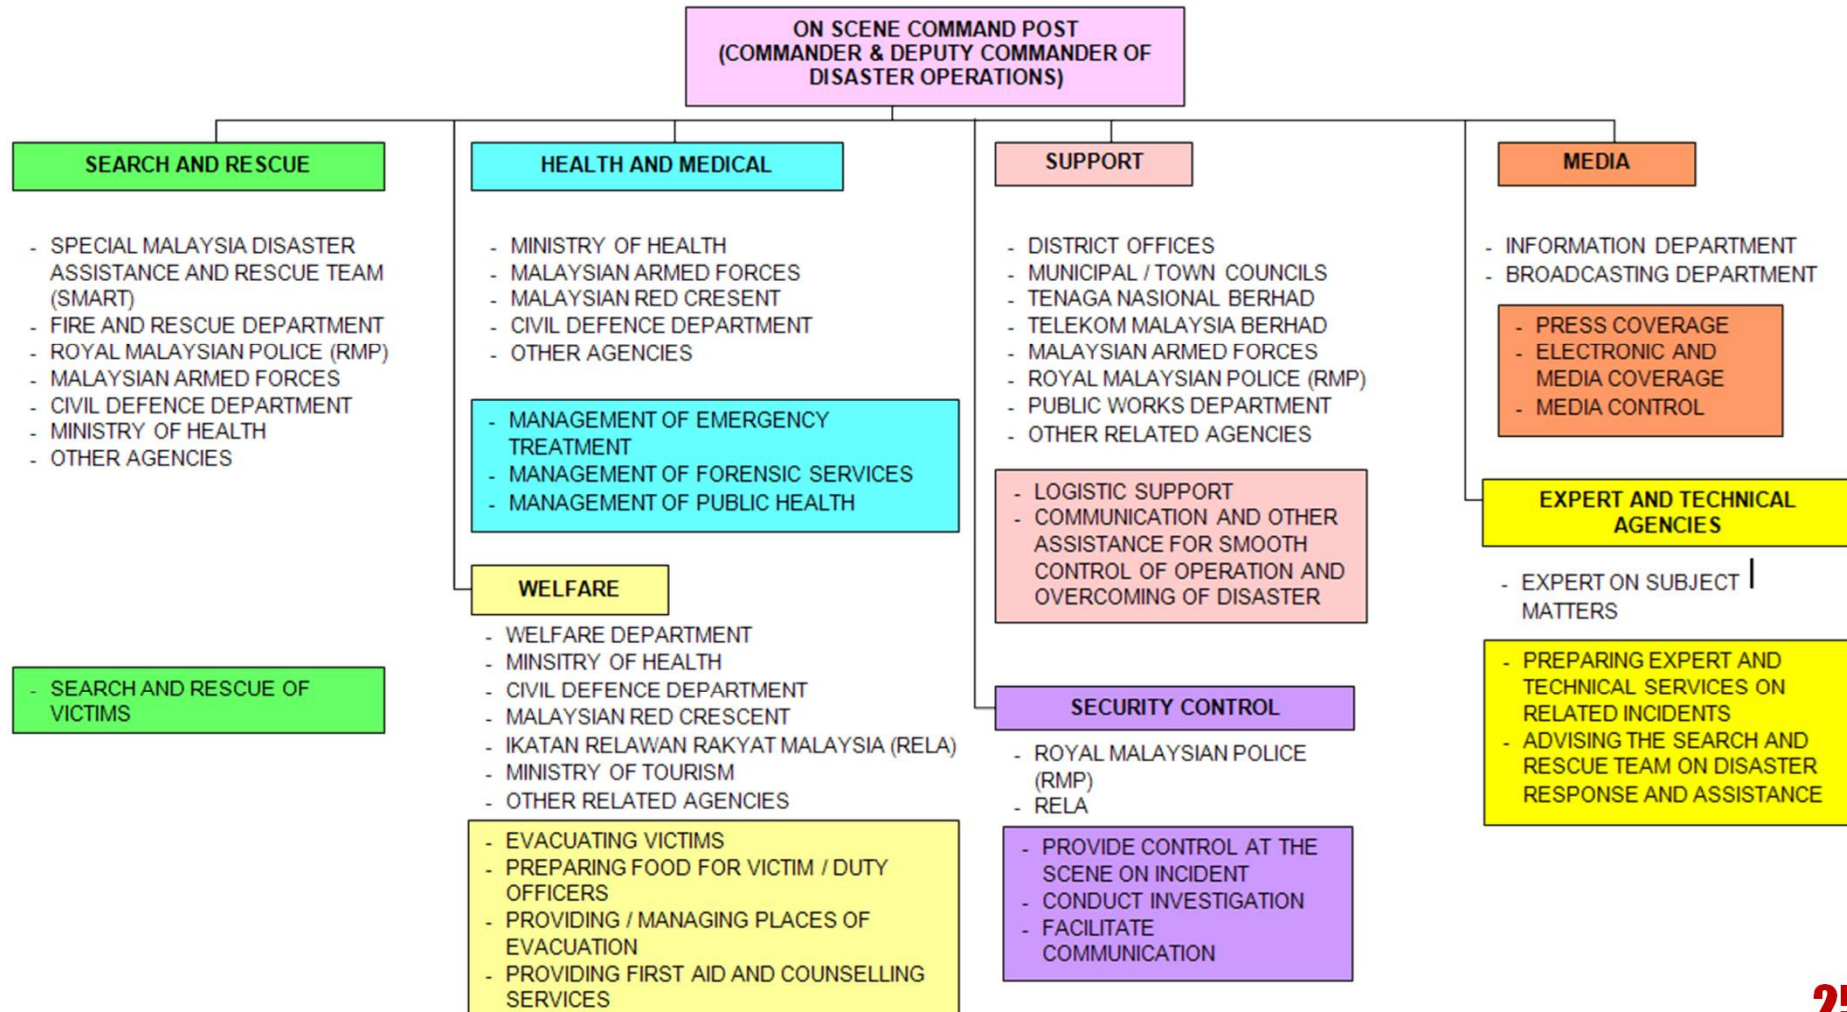 ON SCENE COMMAND POST
(COMMANDER & DEPUTY COMMANDER OF
DISASTER OPERATIONS)
SEARCH AND RESCUE
- SPECIAL MALAYSIA DISASTER
ASSISTANCE AND RESCUE TEAM
(SMART)
- FIRE AND RESCUE DEPARTMENT
- ROYAL MALAYSIAN POLICE (RMP)
- MALAYSIAN ARMED FORCES
- CIVIL DEFENCE DEPARTMENT
- MINISTRY OF HEALTH
- OTHER AGENCIES
- SEARCH AND RESCUE OF
VICTIMS
HEALTH AND MEDICAL
- MINISTRY OF HEALTH
- MALAYSIAN ARMED FORCES
- MALAYSIAN RED CRESENT
- CIVIL DEFENCE DEPARTMENT
- OTHER AGENCIES
- MANAGEMENT OF EMERGENCY
TREATMENT
- MANAGEMENT OF FORENSIC SERVICES
- MANAGEMENT OF PUBLIC HEALTH
WELFARE
- WELFARE DEPARTMENT
- MINSITRY OF HEALTH
- CIVIL DEFENCE DEPARTMENT
- MALAYSIAN RED CRESCENT
- IKATAN RELAWAN RAKYAT MALAYSIA (RELA)
- MINISTRY OF TOURISM
- OTHER RELATED AGENCIES
- EVACUATING VICTIMS
- PREPARING FOOD FOR VICTIM / DUTY
OFFICERS
- PROVIDING / MANAGING PLACES OF
EVACUATION
- PROVIDING FIRST AID AND COUNSELLING
SERVICES
SUPPORT
- DISTRICT OFFICES
- MUNICIPAL / TOWN COUNCILS
- TENAGA NASIONAL BERHAD
- TELEKOM MALAYSIA BERHAD
- MALAYSIAN ARMED FORCES
- ROYAL MALAYSIAN POLICE (RMP)
- PUBLIC WORKS DEPARTMENT
- OTHER RELATED AGENCIES
- LOGISTIC SUPPORT
- COMMUNICATION AND OTHER
ASSISTANCE FOR SMOOTH
CONTROL OF OPERATION AND
OVERCOMING OF DISASTER
SECURITY CONTROL
- ROYAL MALAYSIAN POLICE
(RMP)
- RELA
- PROVIDE CONTROL AT THE
SCENE ON INCIDENT
- CONDUCT INVESTIGATION
- FACILITATE
COMMUNICATION
MEDIA
- INFORMATION DEPARTMENT
- BROADCASTING DEPARTMENT
- PRESS COVERAGE
- ELECTRONIC AND
MEDIA COVERAGE
- MEDIA CONTROL
EXPERT AND TECHNICAL
AGENCIES
- EXPERT ON SUBJECT
MATTERS
- PREPARING EXPERT AND
TECHNICAL SERVICES ON
RELATED INCIDENTS
- ADVISING THE SEARCH AND
RESCUE TEAM ON DISASTER
RESPONSE AND ASSISTANCE